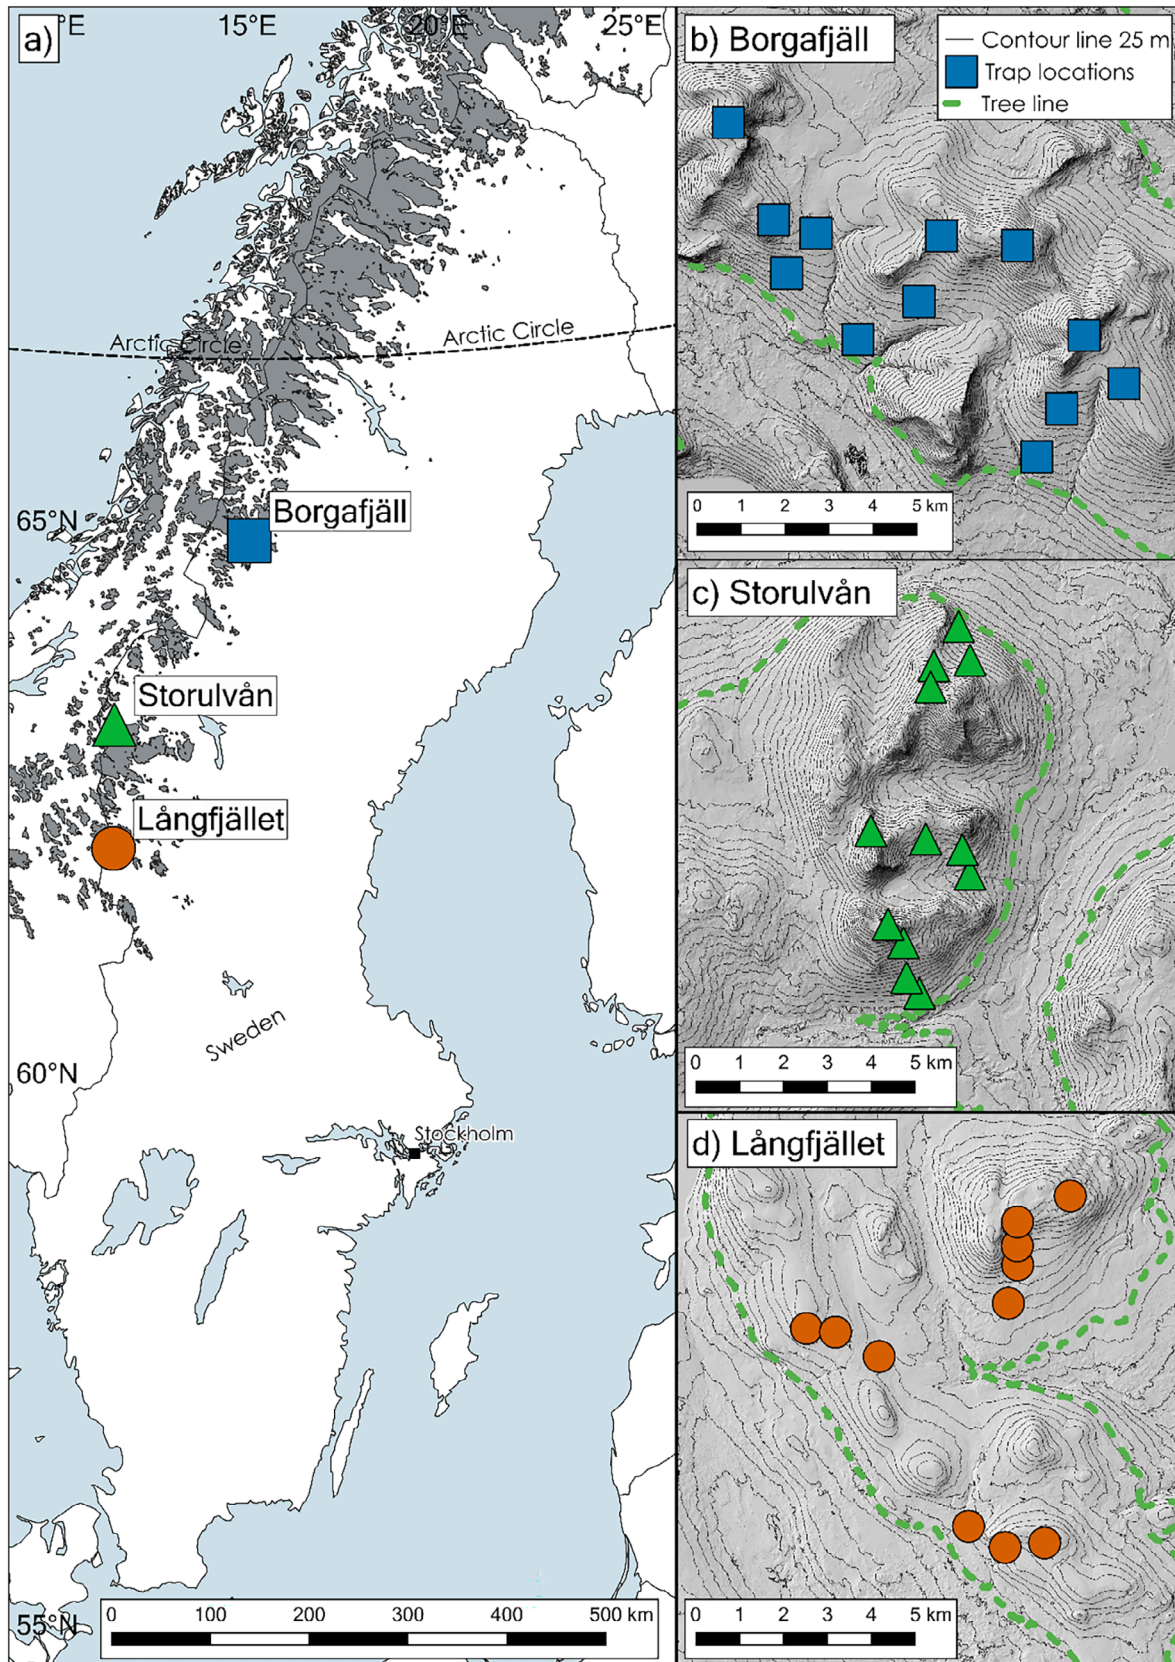 a)
°E
15°E
20°E
25°E
Arctic Circle
Arctic Circle
65°N
Borgafjäll
Storulvån
Långfjället
Sweden
60°N
Stockholm
55°N
0 100 200 300 400 500 km
b) Borgafjäll
Contour line 25 m
Trap locations
Tree line
0 1 2 3 4 5 km
c) Storulvån
0 1 2 3 4 5 km
d) Långfjället
0 1 2 3 4 5 km